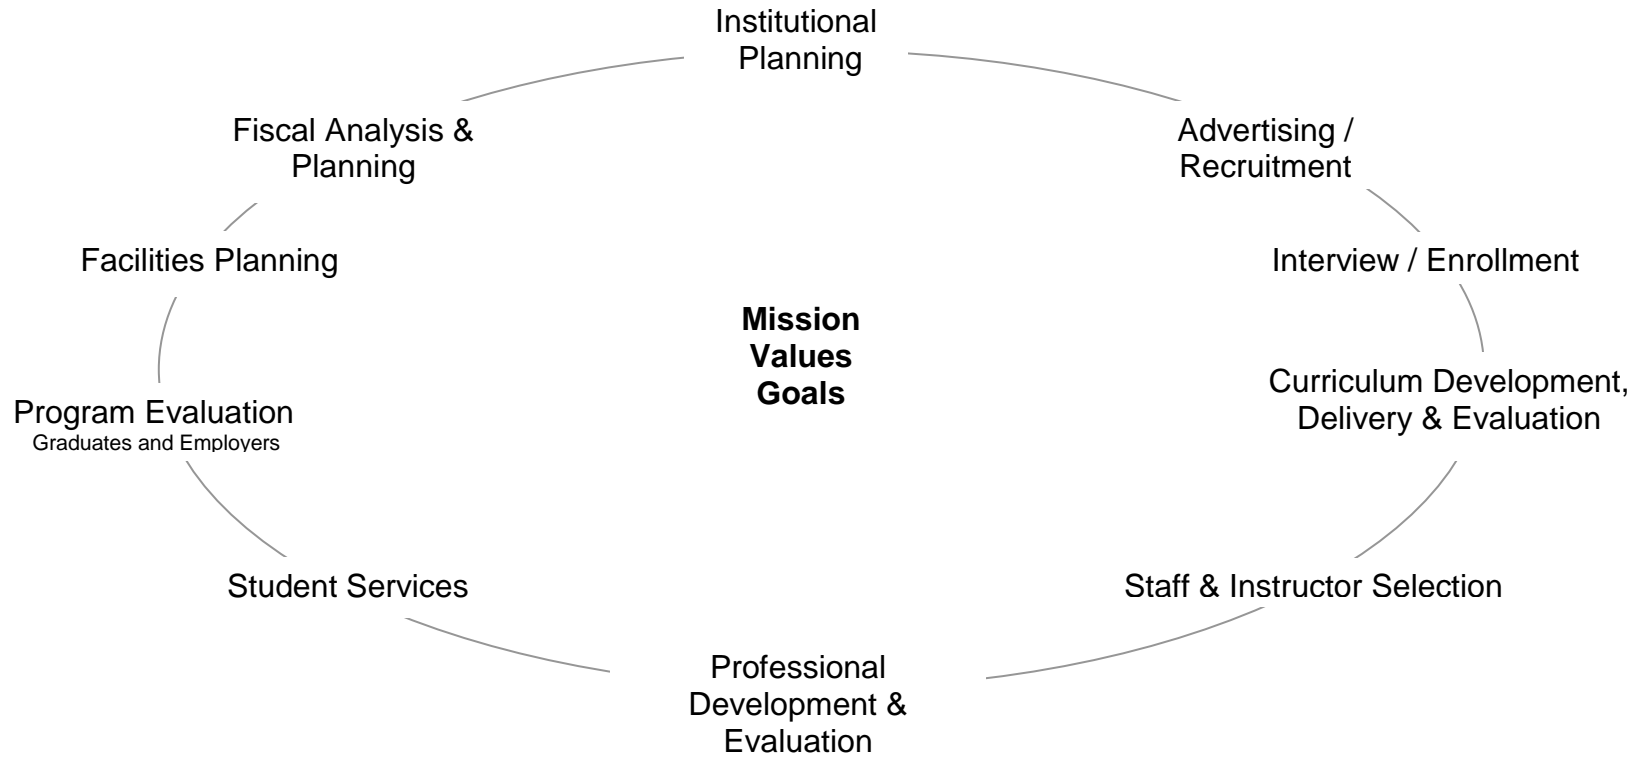 Institutional
Planning
Fiscal Analysis &
Planning
Advertising /
Recruitment
Facilities Planning
Interview / Enrollment
Mission
Values
Goals
Curriculum Development,
Delivery & Evaluation
Program Evaluation
Graduates and Employers
Student Services
Staff & Instructor Selection
Professional
Development &
Evaluation